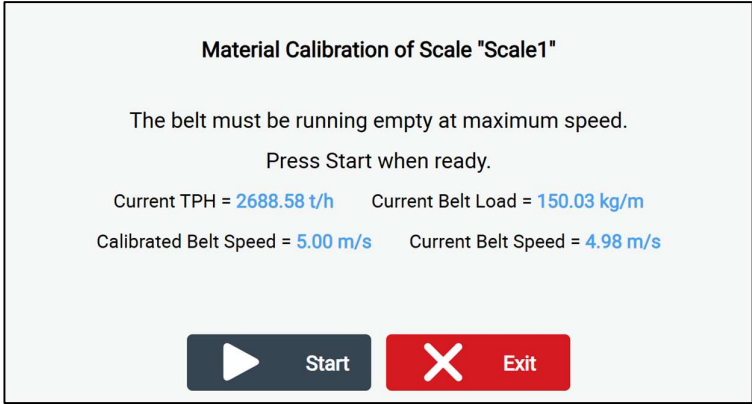 Material Calibration of Scale "Scale1"
The belt must be running empty at maximum speed.
Press Start when ready.
Current TPH = 2688.58 t/h Current Belt Load = 150.03 kg/m
Calibrated Belt Speed = 5.00 m/s Current Belt Speed = 4.98 m/s
Start Exit